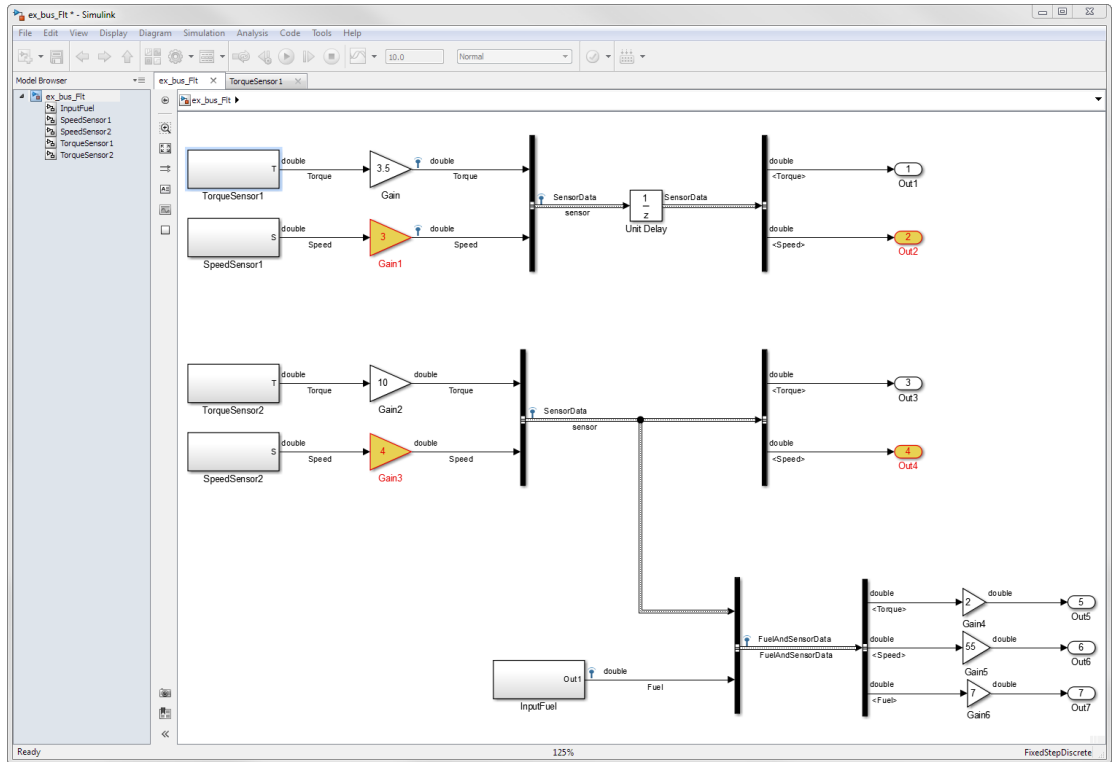 ex_bus_Flt * - Simulink
File Edit View Display Diagram Simulation Analysis Code Tools Help
10.0 Normal
Model Browser
ex_bus_Flt
InputFuel
SpeedSensor1
SpeedSensor2
TorqueSensor1
TorqueSensor2
ex_bus_Flt TorqueSensor1
ex_bus_Flt
T double Torque 3.5 double Torque
TorqueSensor1 Gain
S double Speed 3 double Speed
SpeedSensor1 Gain1
SensorData
sensor
1
z
Unit Delay
SensorData
double
<Torque>
1
Out1
double
<Speed>
2
Out2
T double Torque 10 double Torque
TorqueSensor2 Gain2
S double Speed 4 double Speed
SpeedSensor2 Gain3
SensorData
sensor
double
<Torque>
3
Out3
double
<Speed>
4
Out4
Out1 double
Fuel
InputFuel
FuelAndSensorData
FuelAndSensorData
double
<Torque>
2 double 5
Gain4 Out5
double
<Speed>
55 double 6
Gain5 Out6
double
<Fuel>
7 double 7
Gain6 Out7
Ready 125% FixedStepDiscrete